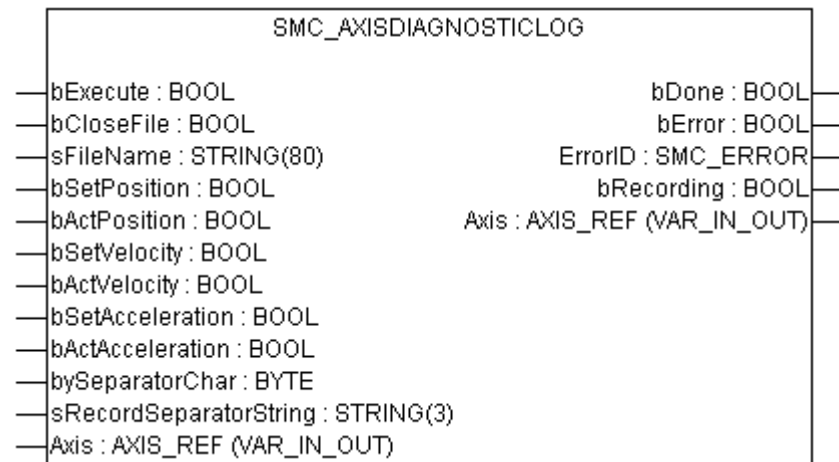 SMC_AXISDIAGNOSTICLOG
bExecute : BOOL bDone : BOOL
bCloseFile : BOOL bError : BOOL
sFileName : STRING(80) ErrorID : SMC_ERROR
bSetPosition : BOOL bRecording : BOOL
bActPosition : BOOL Axis : AXIS_REF (VAR_IN_OUT)
bSetVelocity : BOOL
bActVelocity : BOOL
bSetAcceleration : BOOL
bActAcceleration : BOOL
bySeparatorChar : BYTE
sRecordSeparatorString : STRING(3)
Axis : AXIS_REF (VAR_IN_OUT)